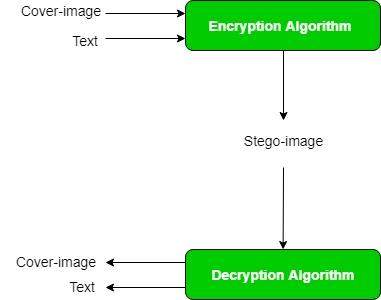 Cover-image
Encryption Algorithm
Text
Stego-image
Cover-image
Decryption Algorithm
Text